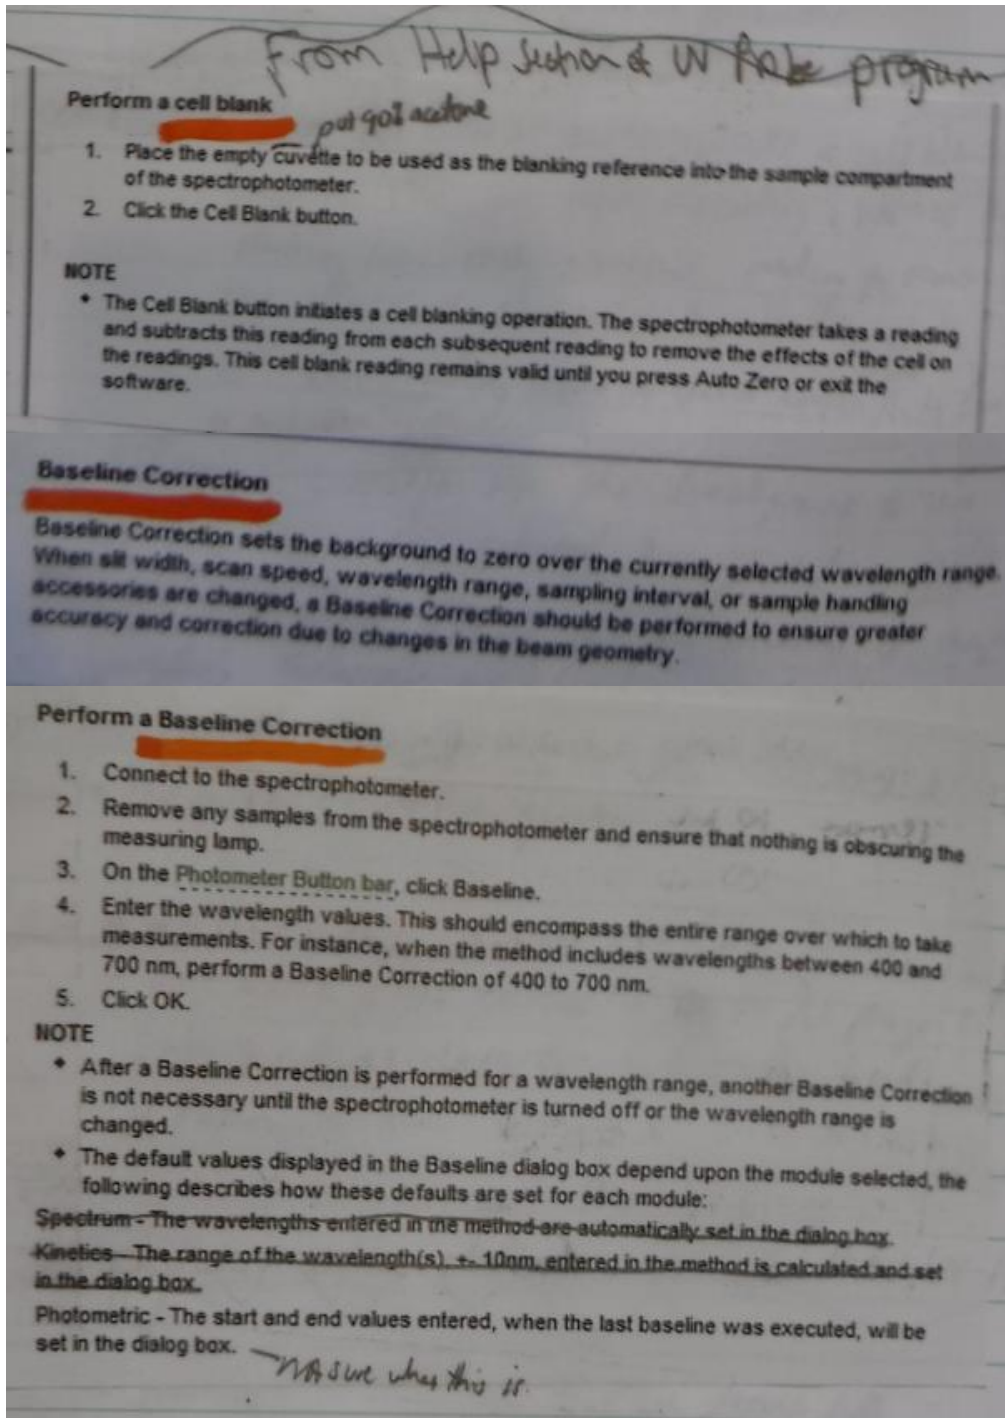 From Help section of UV Probe program
Perform a cell blank
put 90% acetone
1. Place the empty cuvette to be used as the blanking reference into the sample compartment
of the spectrophotometer.
2. Click the Cell Blank button.
NOTE
• The Cell Blank button initiates a cell blanking operation. The spectrophotometer takes a reading
and subtracts this reading from each subsequent reading to remove the effects of the cell on
the readings. This cell blank reading remains valid until you press Auto Zero or exit the
software.
Baseline Correction
Baseline Correction sets the background to zero over the currently selected wavelength range.
When slit width, scan speed, wavelength range, sampling interval, or sample handling
accessories are changed, a Baseline Correction should be performed to ensure greater
accuracy and correction due to changes in the beam geometry.
Perform a Baseline Correction
1. Connect to the spectrophotometer.
2. Remove any samples from the spectrophotometer and ensure that nothing is obscuring the
measuring lamp.
3. On the Photometer Button bar, click Baseline.
4. Enter the wavelength values. This should encompass the entire range over which to take
measurements. For instance, when the method includes wavelengths between 400 and
700 nm, perform a Baseline Correction of 400 to 700 nm.
5. Click OK.
NOTE
• After a Baseline Correction is performed for a wavelength range, another Baseline Correction
is not necessary until the spectrophotometer is turned off or the wavelength range is
changed.
• The default values displayed in the Baseline dialog box depend upon the module selected, the
following describes how these defaults are set for each module:
Spectrum - The wavelengths entered in the method are automatically set in the dialog box.
Kinetics - The range of the wavelength(s), +- 10nm, entered in the method is calculated and set
in the dialog box.
Photometric - The start and end values entered, when the last baseline was executed, will be
set in the dialog box.
sure this is